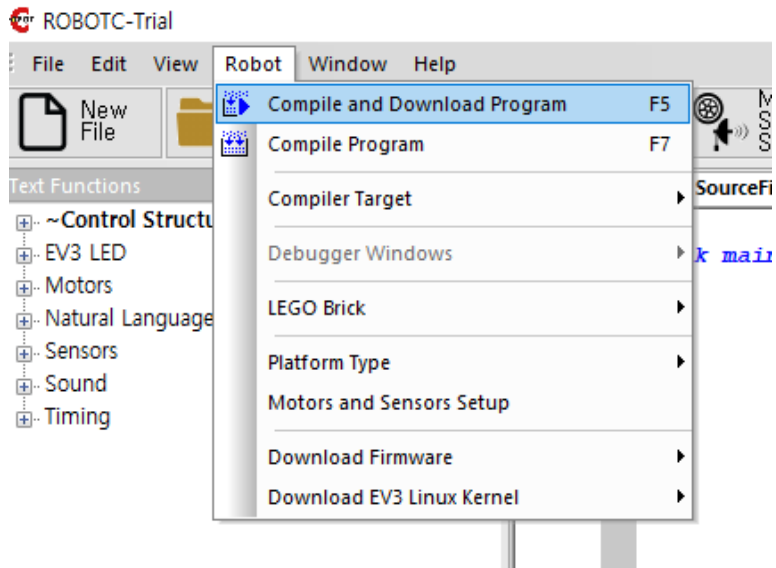 ROBOTC-Trial
File Edit View Robot Window Help
New
File
Compile and Download Program F5
Compile Program F7
Compiler Target
Debugger Windows
LEGO Brick
Platform Type
Motors and Sensors Setup
Download Firmware
Download EV3 Linux Kernel
M
S
S
Text Functions
~Control Structu
EV3 LED
Motors
Natural Language
Sensors
Sound
Timing
SourceFi
k main